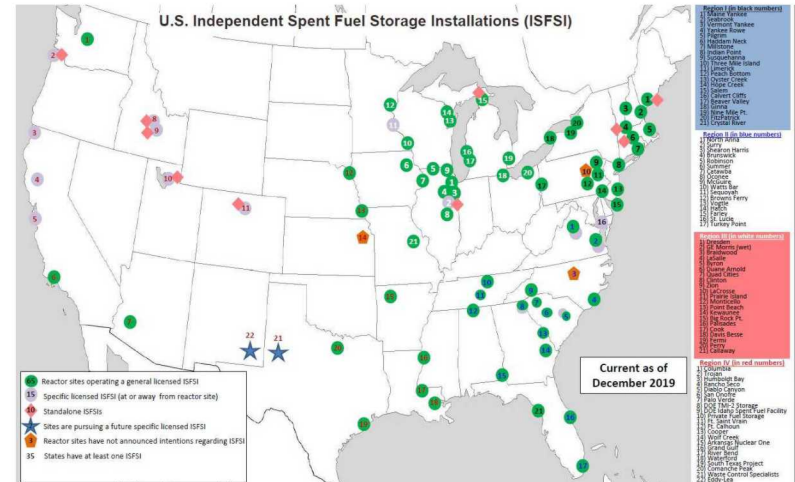 U.S. Independent Spent Fuel Storage Installations (ISFSI)
65 Reactor sites operating a general licensed ISFSI
15 Specific licensed ISFSI (at or away from reactor site)
10 Standalone ISFSIs
Sites are pursuing a future specific licensed ISFSI
3 Reactor sites have not announced intentions regarding ISFSI
35 States have at least one ISFSI
22 21
Current as of
December 2019
Region I (in black numbers)
1) Maine Yankee
2) Seabrook
3) Vermont Yankee
4) Yankee Rowe
5) Pilgrim
6) Haddam Neck
7) Millstone
8) Indian Point
9) Susquehanna
10) Three Mile Island
11) Limerick
12) Peach Bottom
13) Oyster Creek
14) Hope Creek
15) Salem
16) Calvert Cliffs
17) Beaver Valley
18) Ginna
19) Nine Mile Pt.
20) FitzPatrick
21) Crystal River
Region II (in blue numbers)
1) North Anna
2) Surry
3) Shearon Harris
4) Brunswick
5) Robinson
6) Summer
7) Catawba
8) Oconee
9) McGuire
10) Watts Bar
11) Sequoyah
12) Browns Ferry
13) Vogtle
14) Hatch
15) Farley
16) St. Lucie
17) Turkey Point
Region III (in white numbers)
1) Dresden
2) GE Morris (wet)
3) Braidwood
4) LaSalle
5) Byron
6) Duane Arnold
7) Quad Cities
8) Clinton
9) Zion
10) LaCrosse
11) Prairie Island
12) Monticello
13) Point Beach
14) Kewaunee
15) Big Rock Pt.
16) Palisades
17) Cook
18) Davis Besse
19) Fermi
20) Perry
21) Callaway
Region IV (in red numbers)
1) Columbia
2) Trojan
3) Humboldt Bay
4) Rancho Seco
5) Diablo Canyon
6) San Onofre
7) Palo Verde
8) DOE TMI-2 Storage
9) DOE Idaho Spent Fuel Facility
10) Private Fuel Storage
11) Ft. Saint Vrain
12) Ft. Calhoun
13) Cooper
14) Wolf Creek
15) Arkansas Nuclear One
16) Grand Gulf
17) River Bend
18) Waterford
19) South Texas Project
20) Comanche Peak
21) Waste Control Specialists
22) Eddy-Lea